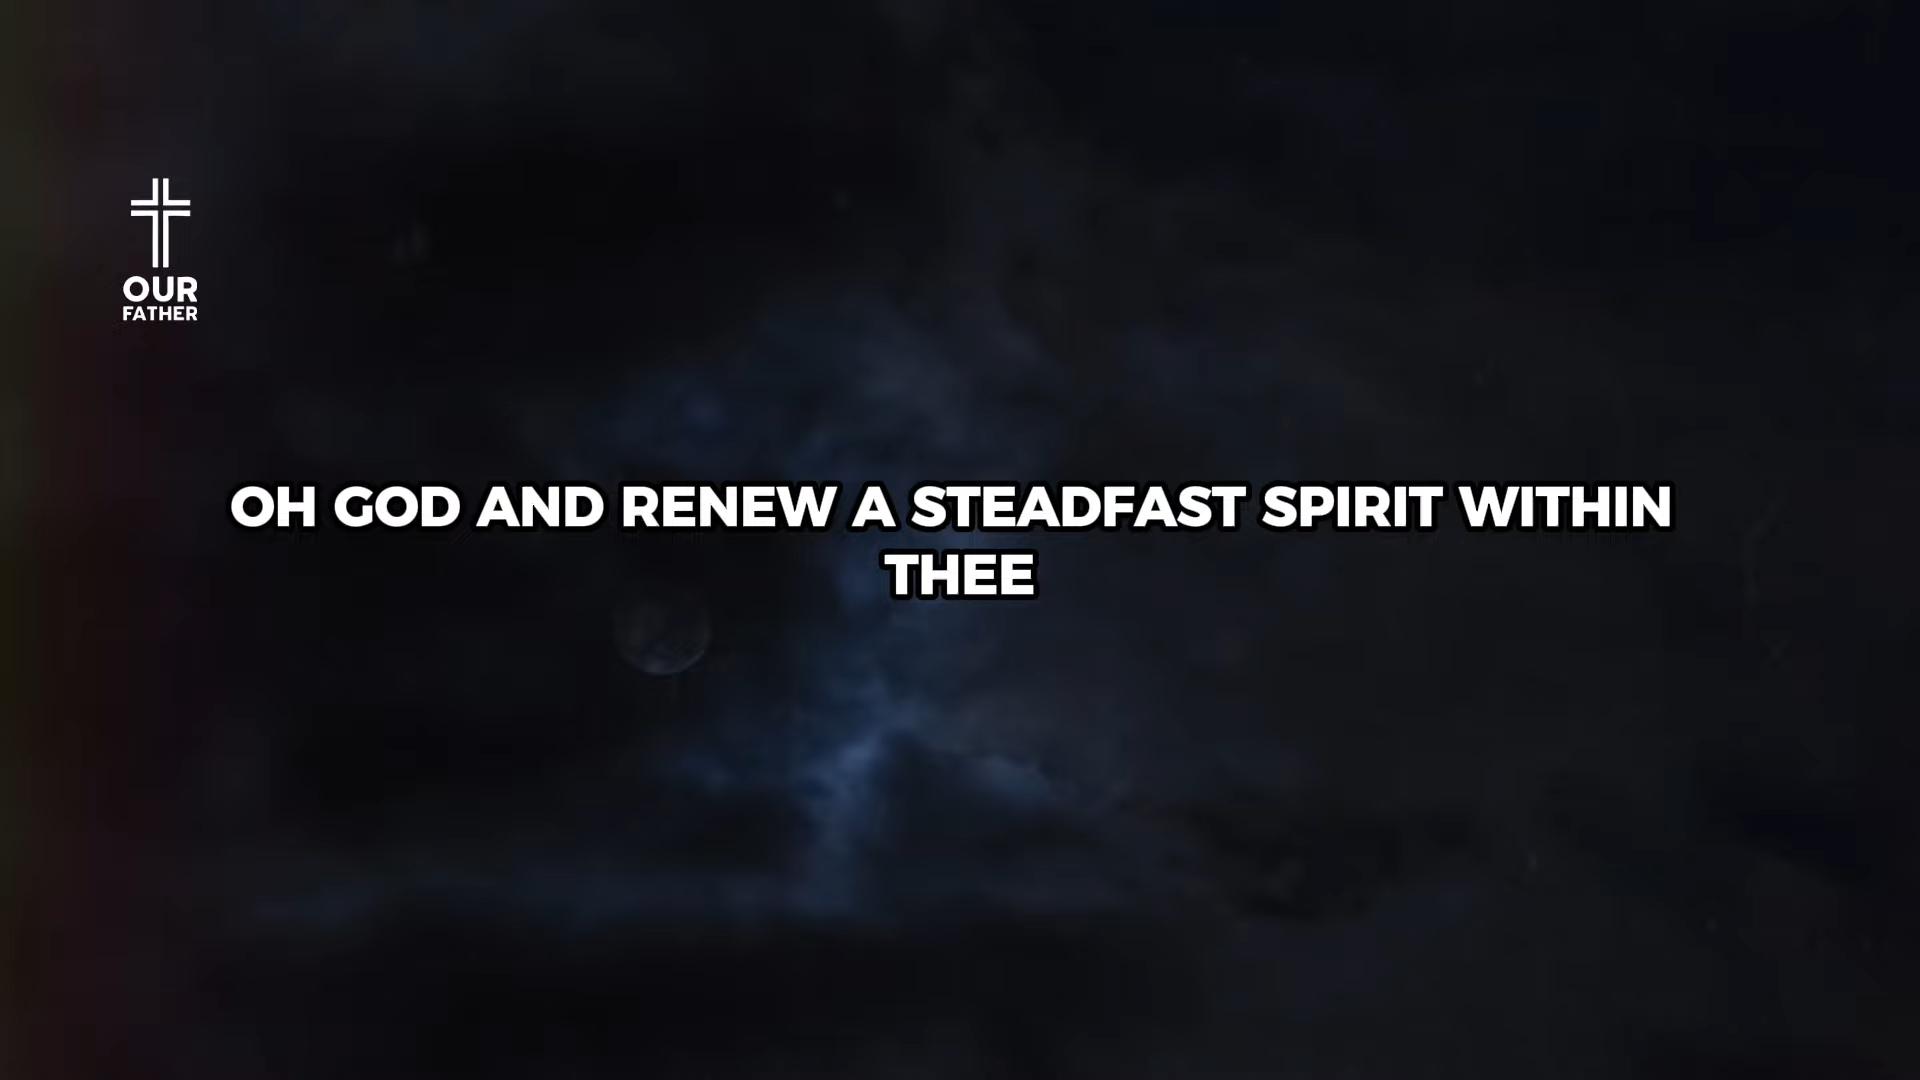 OUR
FATHER
OH GOD AND RENEW A STEADFAST SPIRIT WITHIN
THEE